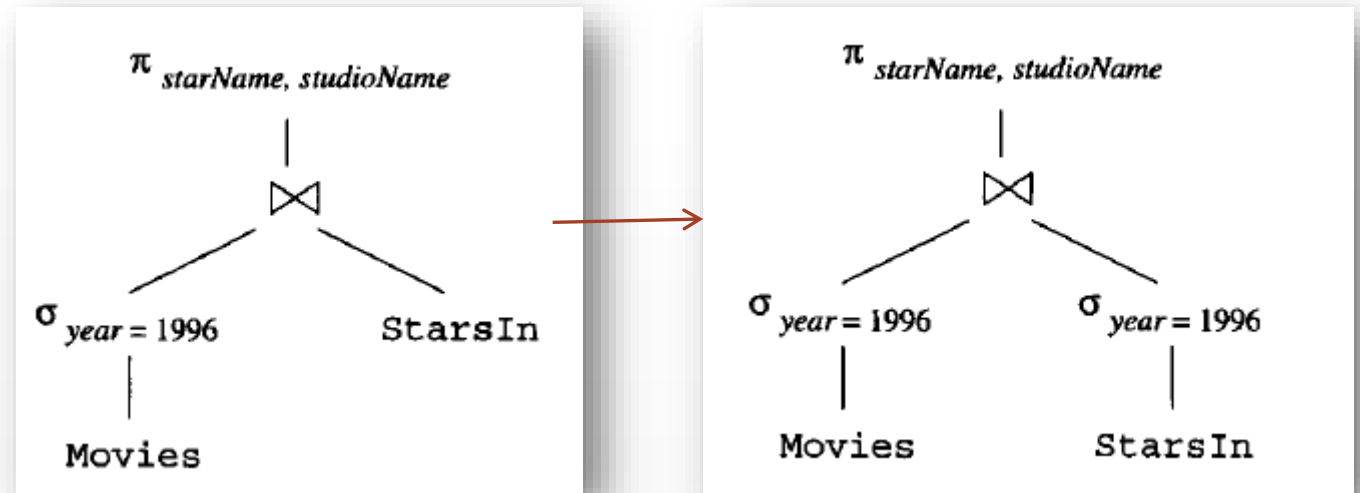 π starName, studioName
⋈
σ year = 1996
StarsIn
Movies
π starName, studioName
⋈
σ year = 1996
σ year = 1996
Movies
StarsIn